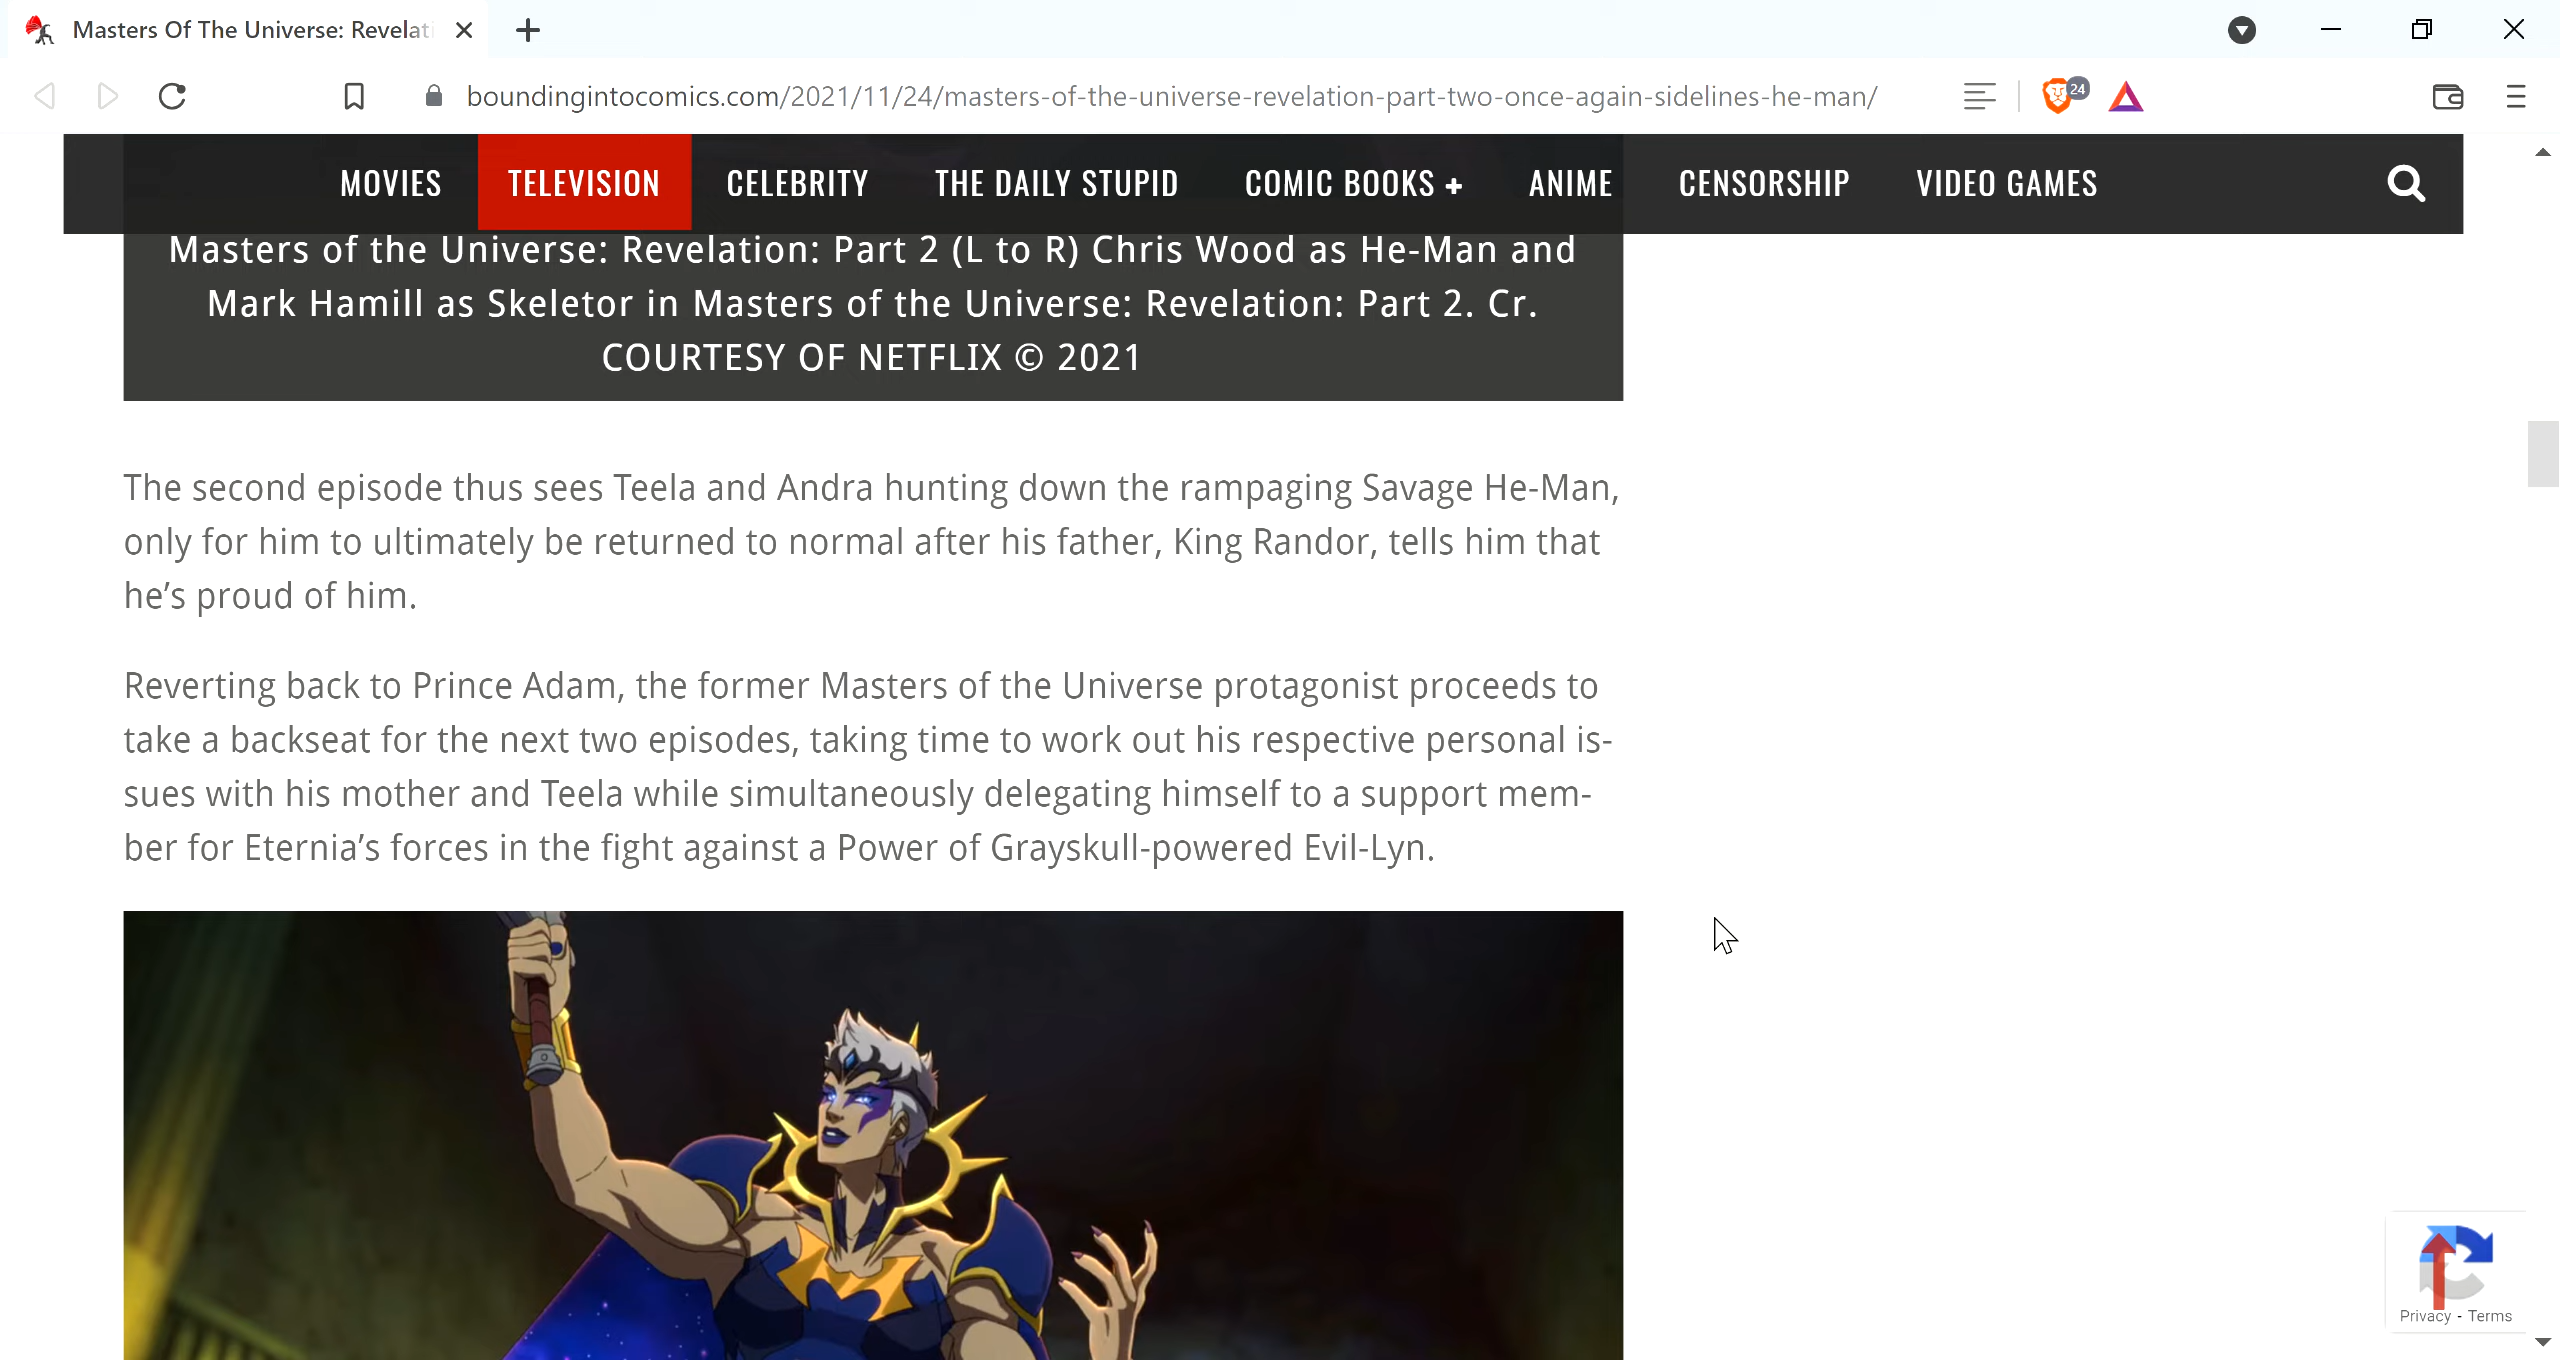 Masters Of The Universe: Revelati
boundingintocomics.com/2021/11/24/masters-of-the-universe-revelation-part-two-once-again-sidelines-he-man/
24
MOVIES TELEVISION CELEBRITY THE DAILY STUPID COMIC BOOKS + ANIME CENSORSHIP VIDEO GAMES
Masters of the Universe: Revelation: Part 2 (L to R) Chris Wood as He-Man and
Mark Hamill as Skeletor in Masters of the Universe: Revelation: Part 2. Cr.
COURTESY OF NETFLIX © 2021
The second episode thus sees Teela and Andra hunting down the rampaging Savage He-Man,
only for him to ultimately be returned to normal after his father, King Randor, tells him that
he’s proud of him.
Reverting back to Prince Adam, the former Masters of the Universe protagonist proceeds to
take a backseat for the next two episodes, taking time to work out his respective personal is-
sues with his mother and Teela while simultaneously delegating himself to a support mem-
ber for Eternia’s forces in the fight against a Power of Grayskull-powered Evil-Lyn.
Privacy - Terms